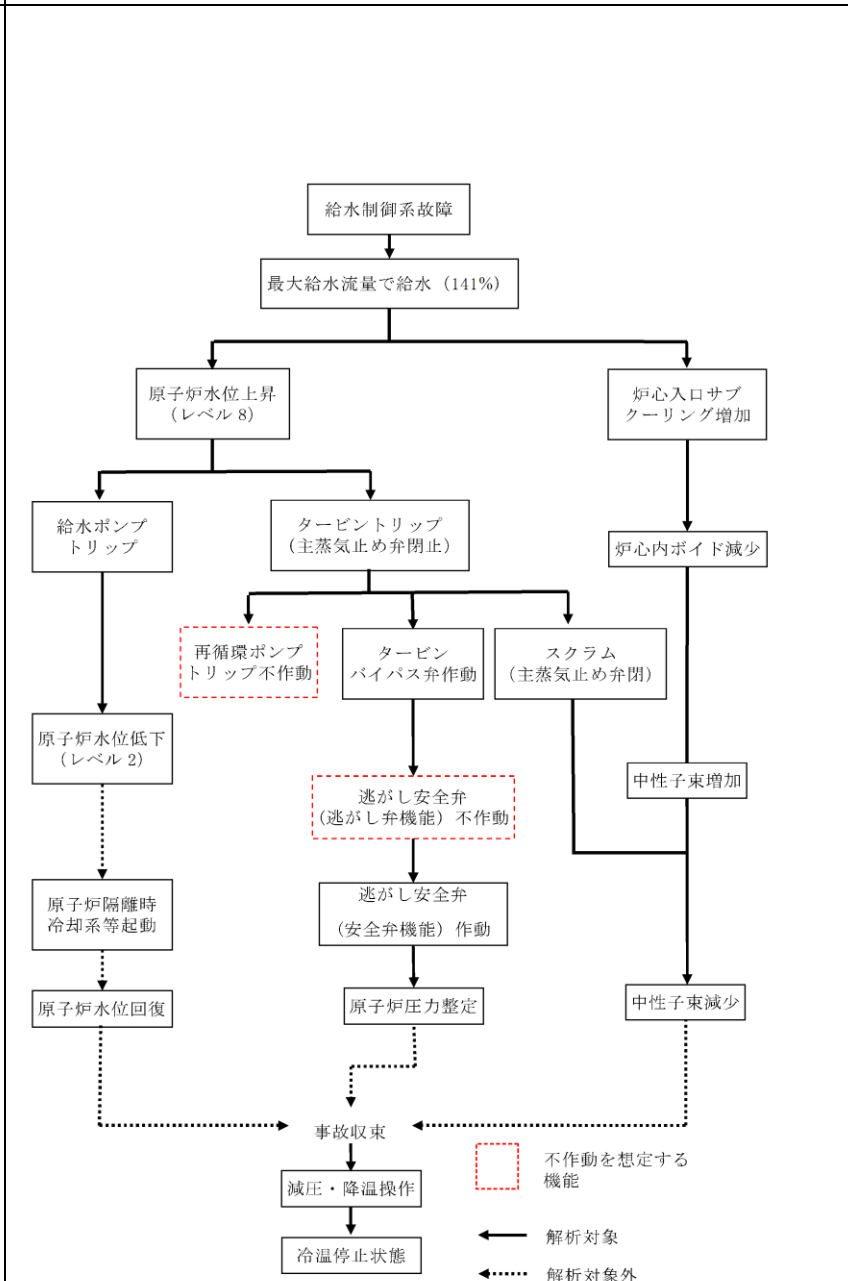 給水制御系故障
最大給水流量で給水（141%）
原子炉水位上昇
（レベル 8）
炉心入口サブ
クーリング増加
給水ポンプ
トリップ
タービントリップ
（主蒸気止め弁閉止）
炉心内ボイド減少
再循環ポンプ
トリップ不作動
タービン
バイパス弁作動
スクラム
（主蒸気止め弁閉）
原子炉水位低下
（レベル 2）
中性子束増加
逃がし安全弁
（逃がし弁機能）不作動
原子炉隔離時
冷却系等起動
逃がし安全弁
（安全弁機能）作動
原子炉水位回復
原子炉圧力整定
中性子束減少
事故収束
減圧・降温操作
冷温停止状態
不作動を想定する
機能
解析対象
解析対象外